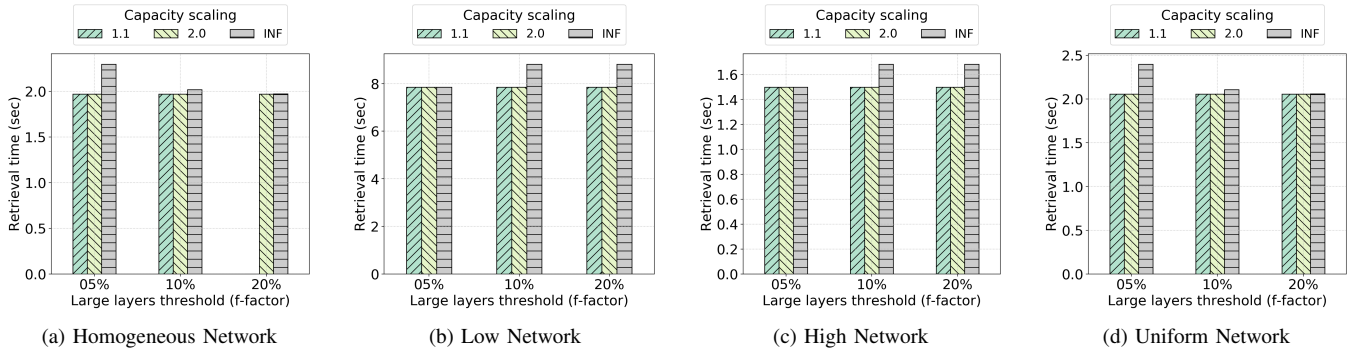 Capacity scaling
1.1 2.0 INF
Retrieval time (sec)
2.0
1.5
1.0
0.5
0.0
05% 10% 20%
Large layers threshold (f-factor)
(a) Homogeneous Network
Capacity scaling
1.1 2.0 INF
Retrieval time (sec)
8
6
4
2
0
05% 10% 20%
Large layers threshold (f-factor)
(b) Low Network
Capacity scaling
1.1 2.0 INF
Retrieval time (sec)
1.6
1.4
1.2
1.0
0.8
0.6
0.4
0.2
0.0
05% 10% 20%
Large layers threshold (f-factor)
(c) High Network
Capacity scaling
1.1 2.0 INF
Retrieval time (sec)
2.5
2.0
1.5
1.0
0.5
0.0
05% 10% 20%
Large layers threshold (f-factor)
(d) Uniform Network